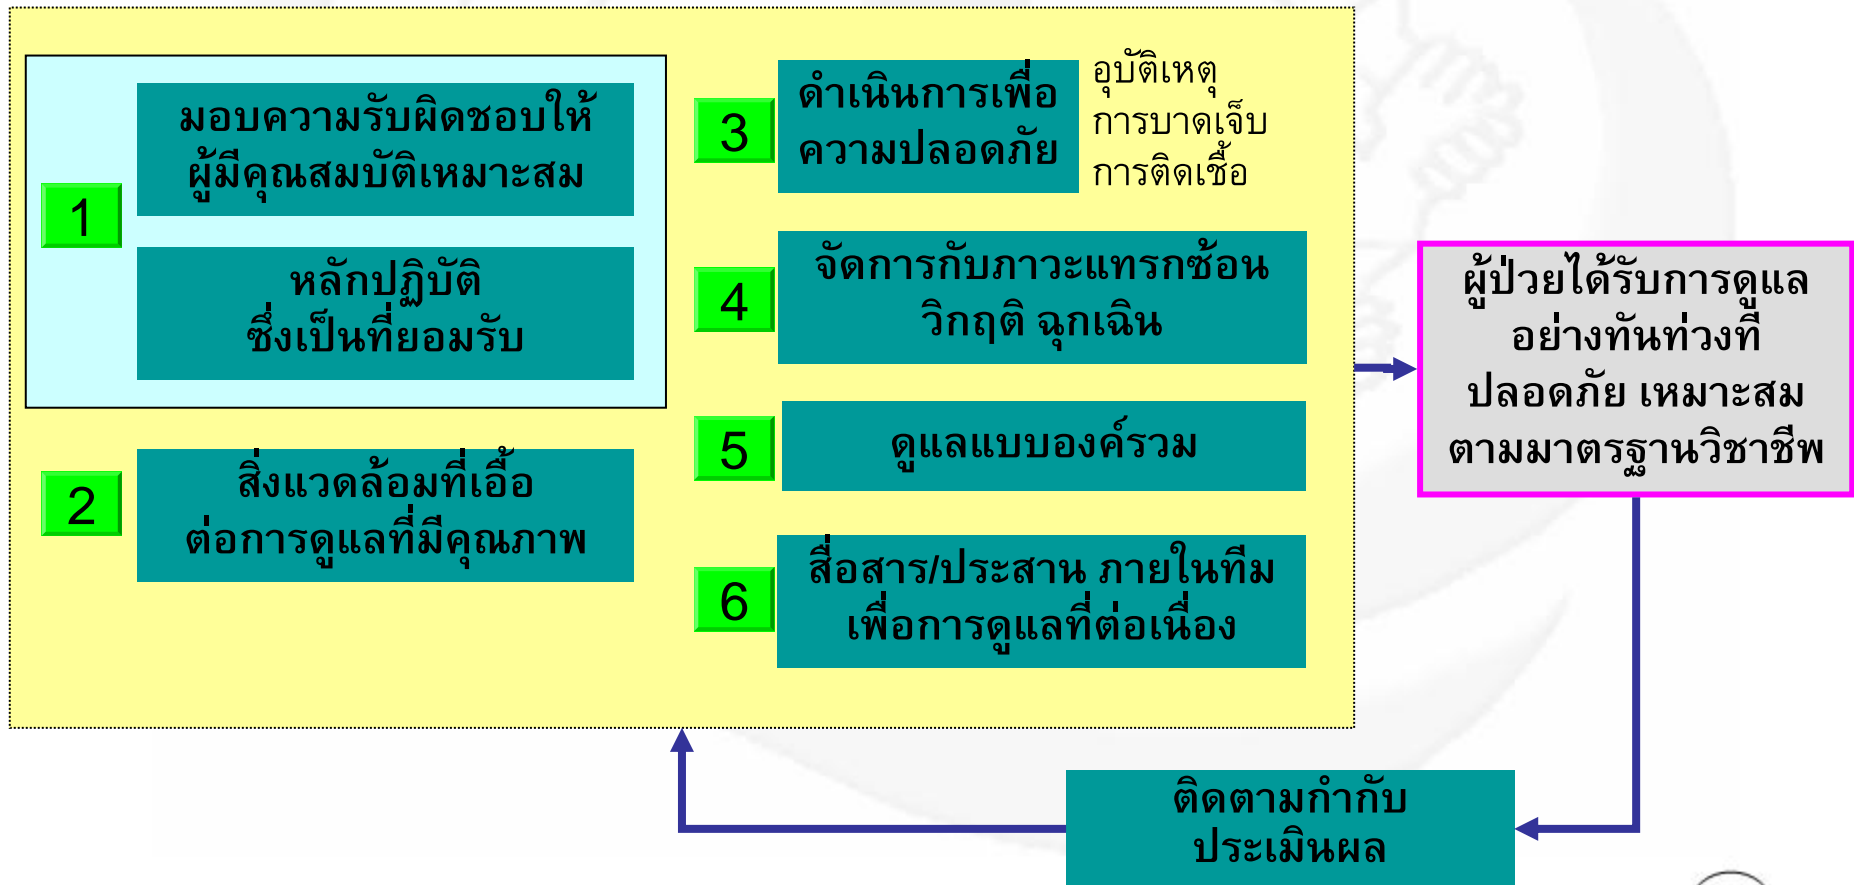 1
มอบความรับผิดชอบให้
ผู้มีคุณสมบัติเหมาะสม
หลักปฏิบัติ
ซึ่งเป็นที่ยอมรับ
2
สิ่งแวดล้อมที่เอื้อ
ต่อการดูแลที่มีคุณภาพ
3
ดำเนินการเพื่อ
ความปลอดภัย
อุบัติเหตุ
การบาดเจ็บ
การติดเชื้อ
4
จัดการกับภาวะแทรกซ้อน
วิกฤติ ฉุกเฉิน
5
ดูแลแบบองค์รวม
6
สื่อสาร/ประสาน ภายในทีม
เพื่อการดูแลที่ต่อเนื่อง
ผู้ป่วยได้รับการดูแล
อย่างทันท่วงที
ปลอดภัย เหมาะสม
ตามมาตรฐานวิชาชีพ
ติดตามกำกับ
ประเมินผล